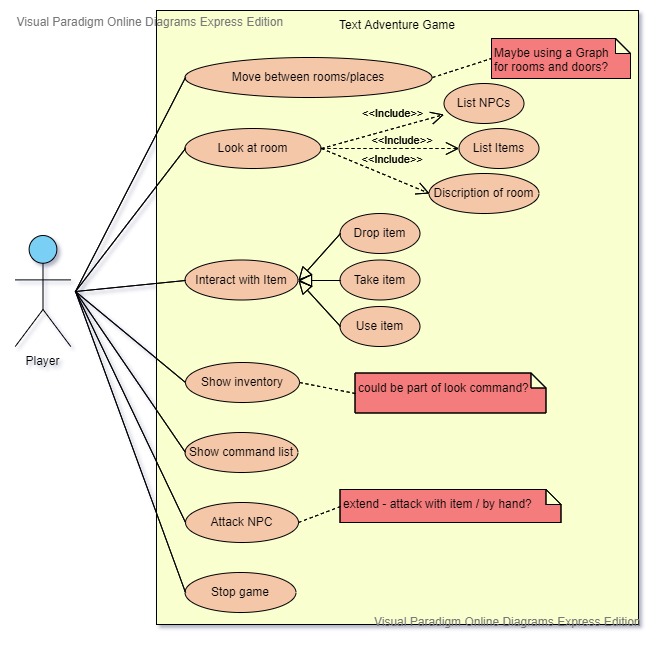 Visual Paradigm Online Diagrams Express Edition
Text Adventure Game
Maybe using a Graph
for rooms and doors?
Move between rooms/places
List NPCs
<<Include>>
Look at room
<<Include>>
List Items
<<Include>>
Discription of room
Drop item
Interact with Item
Take item
Use item
Player
Show inventory
could be part of look command?
Show command list
extend - attack with item / by hand?
Attack NPC
Stop game
Visual Paradigm Online Diagrams Express Edition